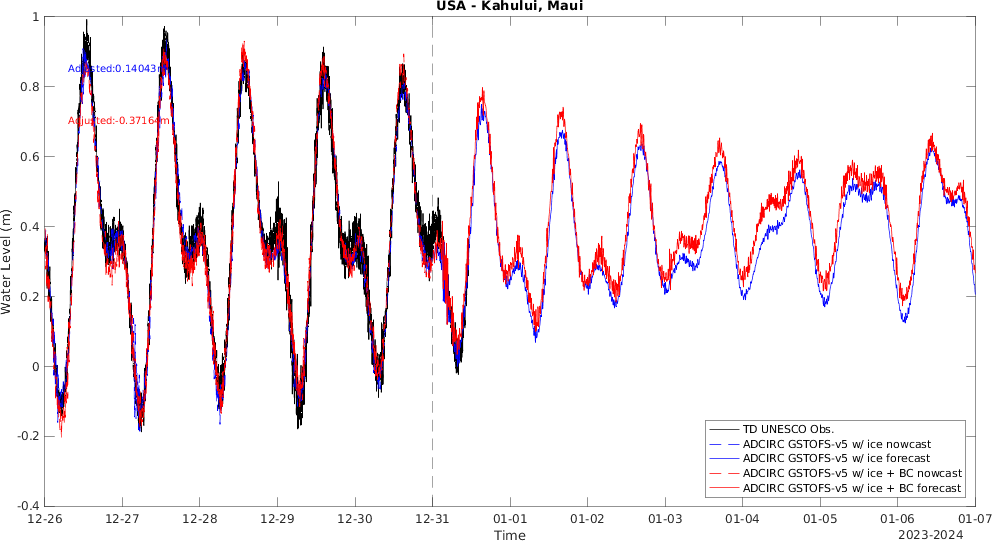 USA - Kahului, Maui
1
0.8
0.6
0.4
0.2
0
-0.2
-0.4
Water Level (m)
Adjusted:0.14043m
Adjusted:-0.37164m
TD UNESCO Obs.
ADCIRC GSTOFS-v5 w/ ice nowcast
ADCIRC GSTOFS-v5 w/ ice forecast
ADCIRC GSTOFS-v5 w/ ice + BC nowcast
ADCIRC GSTOFS-v5 w/ ice + BC forecast
12-26 12-27 12-28 12-29 12-30 12-31 01-01 01-02 01-03 01-04 01-05 01-06 01-07
Time
2023-2024